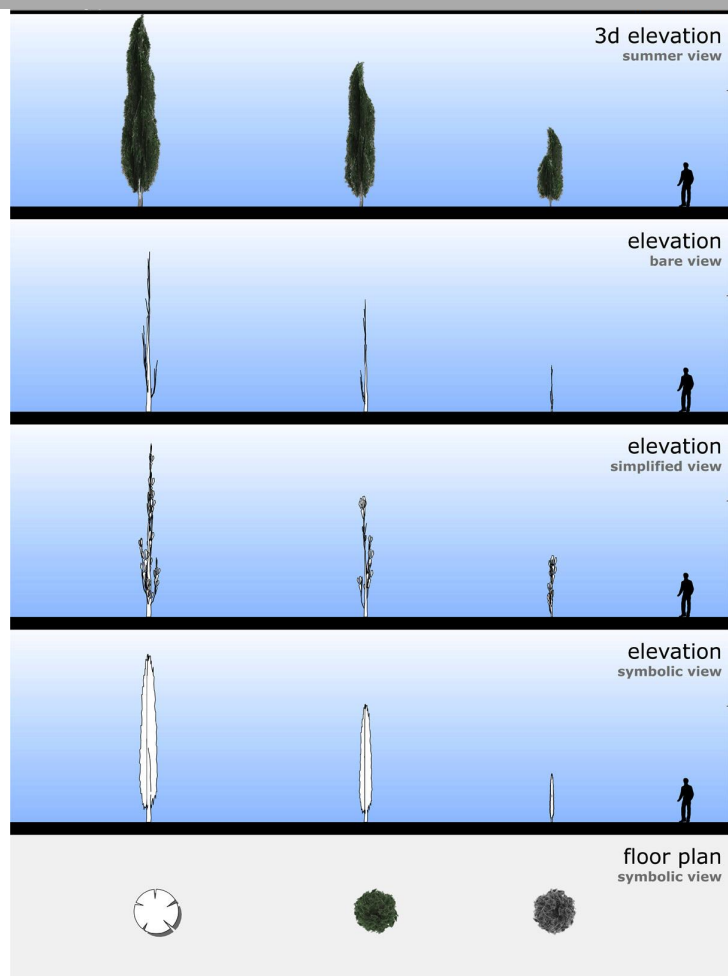 3d elevation
summer view
elevation
bare view
elevation
simplified view
elevation
symbolic view
floor plan
symbolic view